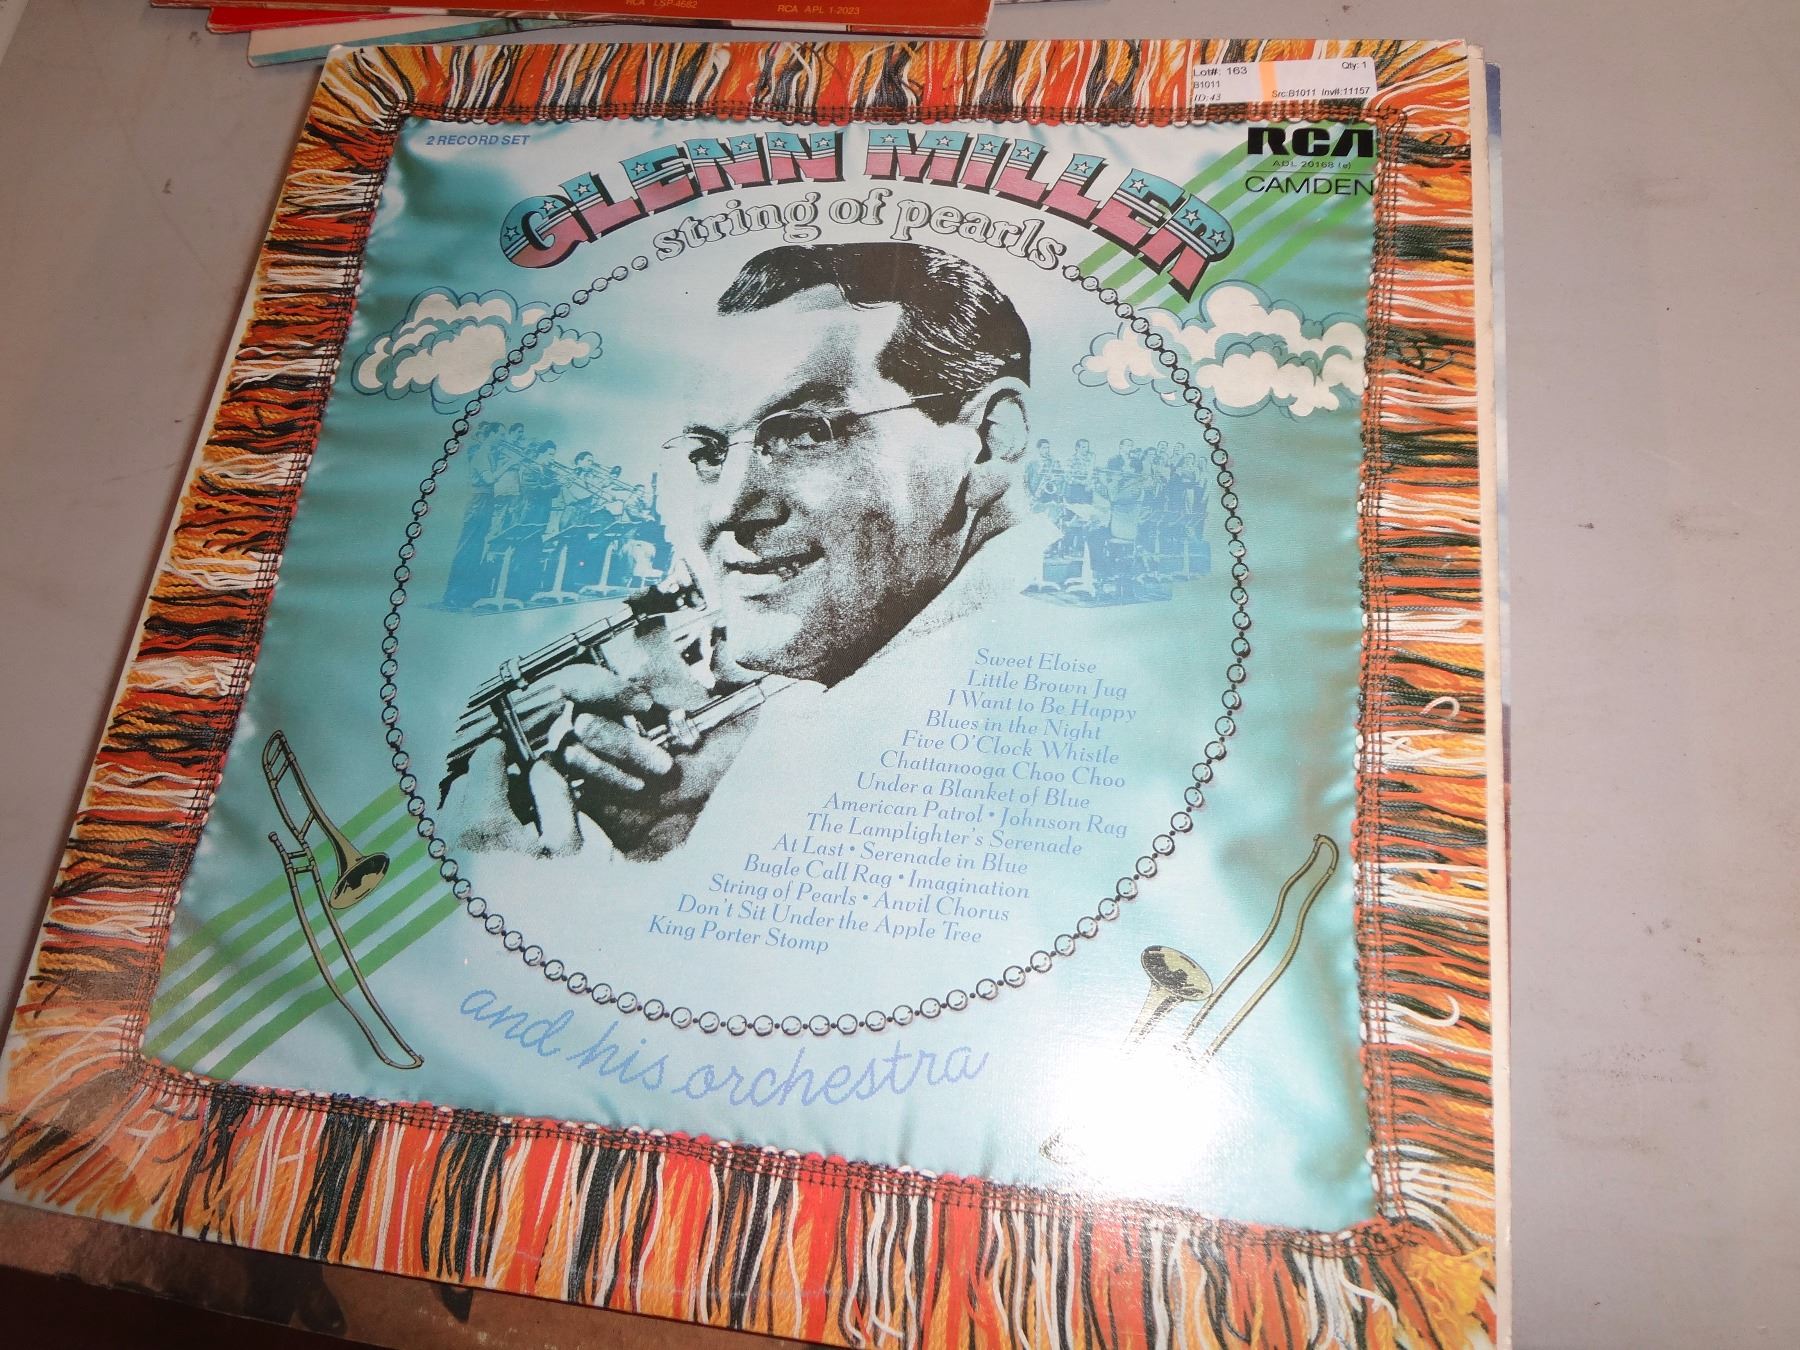 RCA LSP-4682
RCA APL 1-2023
Lot#: 163
Qty: 1
B1011
ID:43
Src:B1011 Inv#:11157
2 RECORD SET
GLENN MILLER
string of pearls
RCA
ADL 20168 (e)
CAMDEN
Sweet Eloise
Little Brown Jug
I Want to Be Happy
Blues in the Night
Five O'Clock Whistle
Chattanooga Choo Choo
Under a Blanket of Blue
American Patrol • Johnson Rag
The Lamplighter's Serenade
At Last • Serenade in Blue
Bugle Call Rag • Imagination
String of Pearls • Anvil Chorus
Don't Sit Under the Apple Tree
King Porter Stomp
and his orchestra